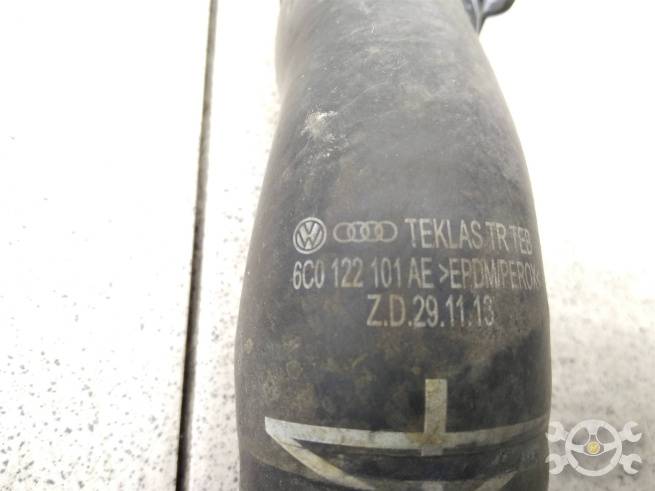 TEKLAS TR TEB
6C0 122 101 AE >EPDM/PEROX<
Z.D.29.11.13